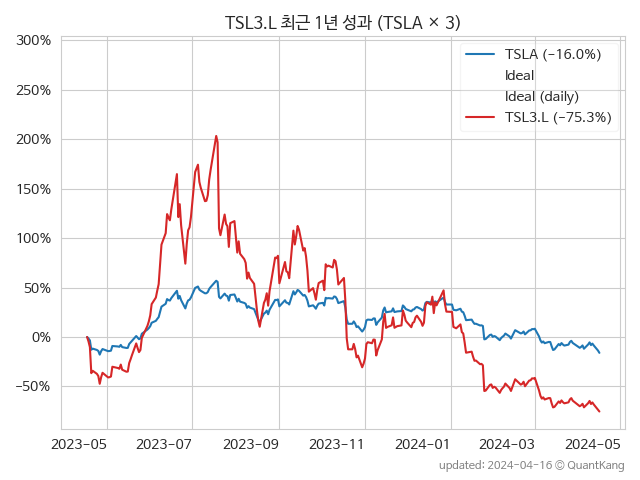 TSL3.L 최근 1년 성과 (TSLA × 3)
300%
250%
200%
150%
100%
50%
0%
−50%
TSLA (−16.0%)
Ideal
Ideal (daily)
TSL3.L (−75.3%)
2023-05 2023-07 2023-09 2023-11 2024-01 2024-03 2024-05
updated: 2024-04-16 © QuantKang